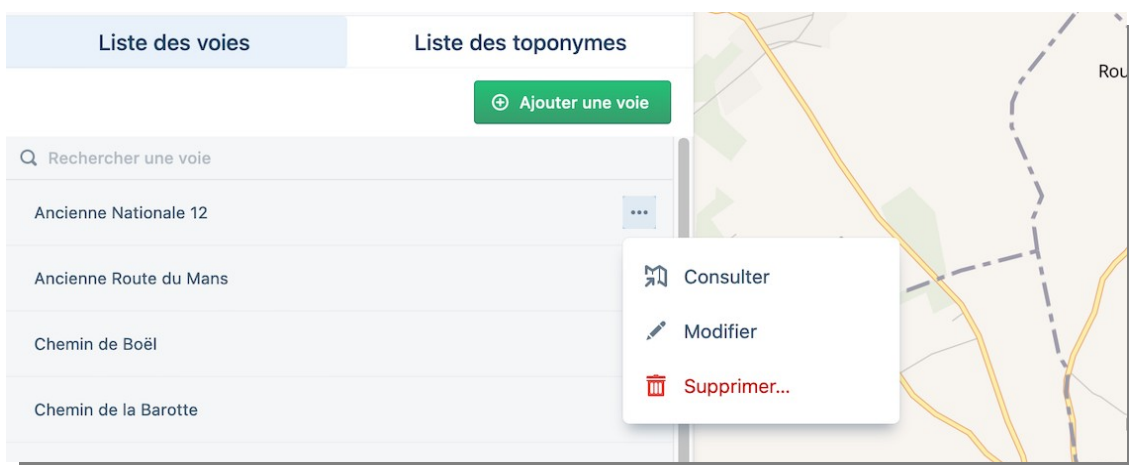 Liste des voies
Liste des toponymes
Ajouter une voie
Rechercher une voie
Ancienne Nationale 12
Ancienne Route du Mans
Chemin de Boël
Chemin de la Barotte
Consulter
Modifier
Supprimer...
Rou